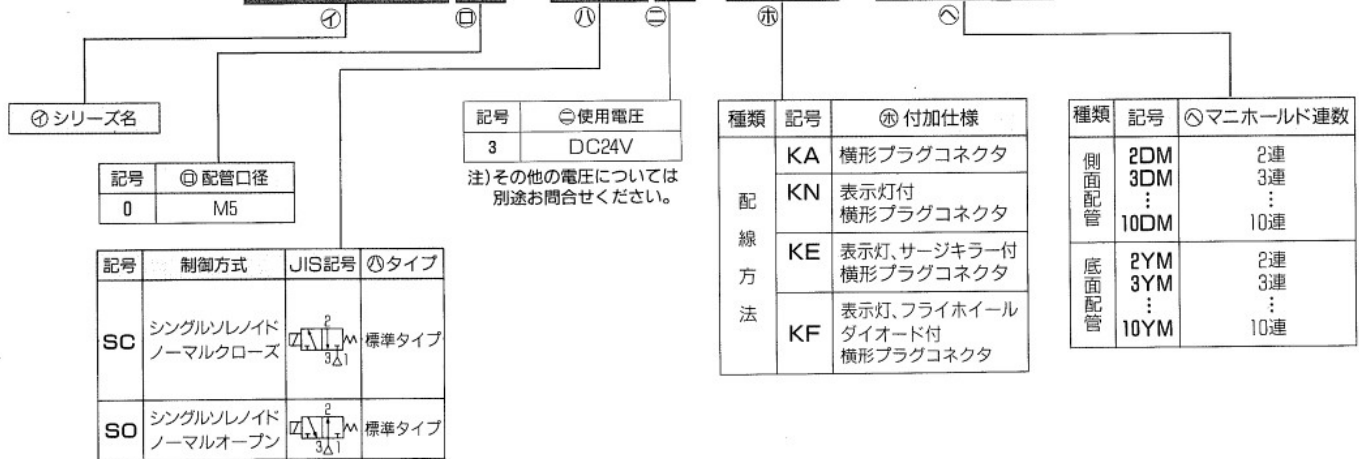 ㋑ ㋺ ㋩ ㋥ ㋭ ㋬
㋑シリーズ名
記号 ㋺配管口径
0 M5
記号 制御方式 JIS記号 ㋩タイプ
SC シングルソレノイド ノーマルクローズ 2 3 1 標準タイプ
SO シングルソレノイド ノーマルオープン 2 3 1 標準タイプ
記号 ㋥使用電圧
3 DC24V
注)その他の電圧については
別途お問合せください。
種類 記号 ㋭付加仕様
配線方法
KA 横形プラグコネクタ
KN 表示灯付
横形プラグコネクタ
KE 表示灯、サージキラー付
横形プラグコネクタ
KF 表示灯、フライホイール
ダイオード付
横形プラグコネクタ
種類 記号 ㋬マニホールド連数
側面配管
2DM 2連
3DM 3連
⋮ ⋮
10DM 10連
底面配管
2YM 2連
3YM 3連
⋮ ⋮
10YM 10連